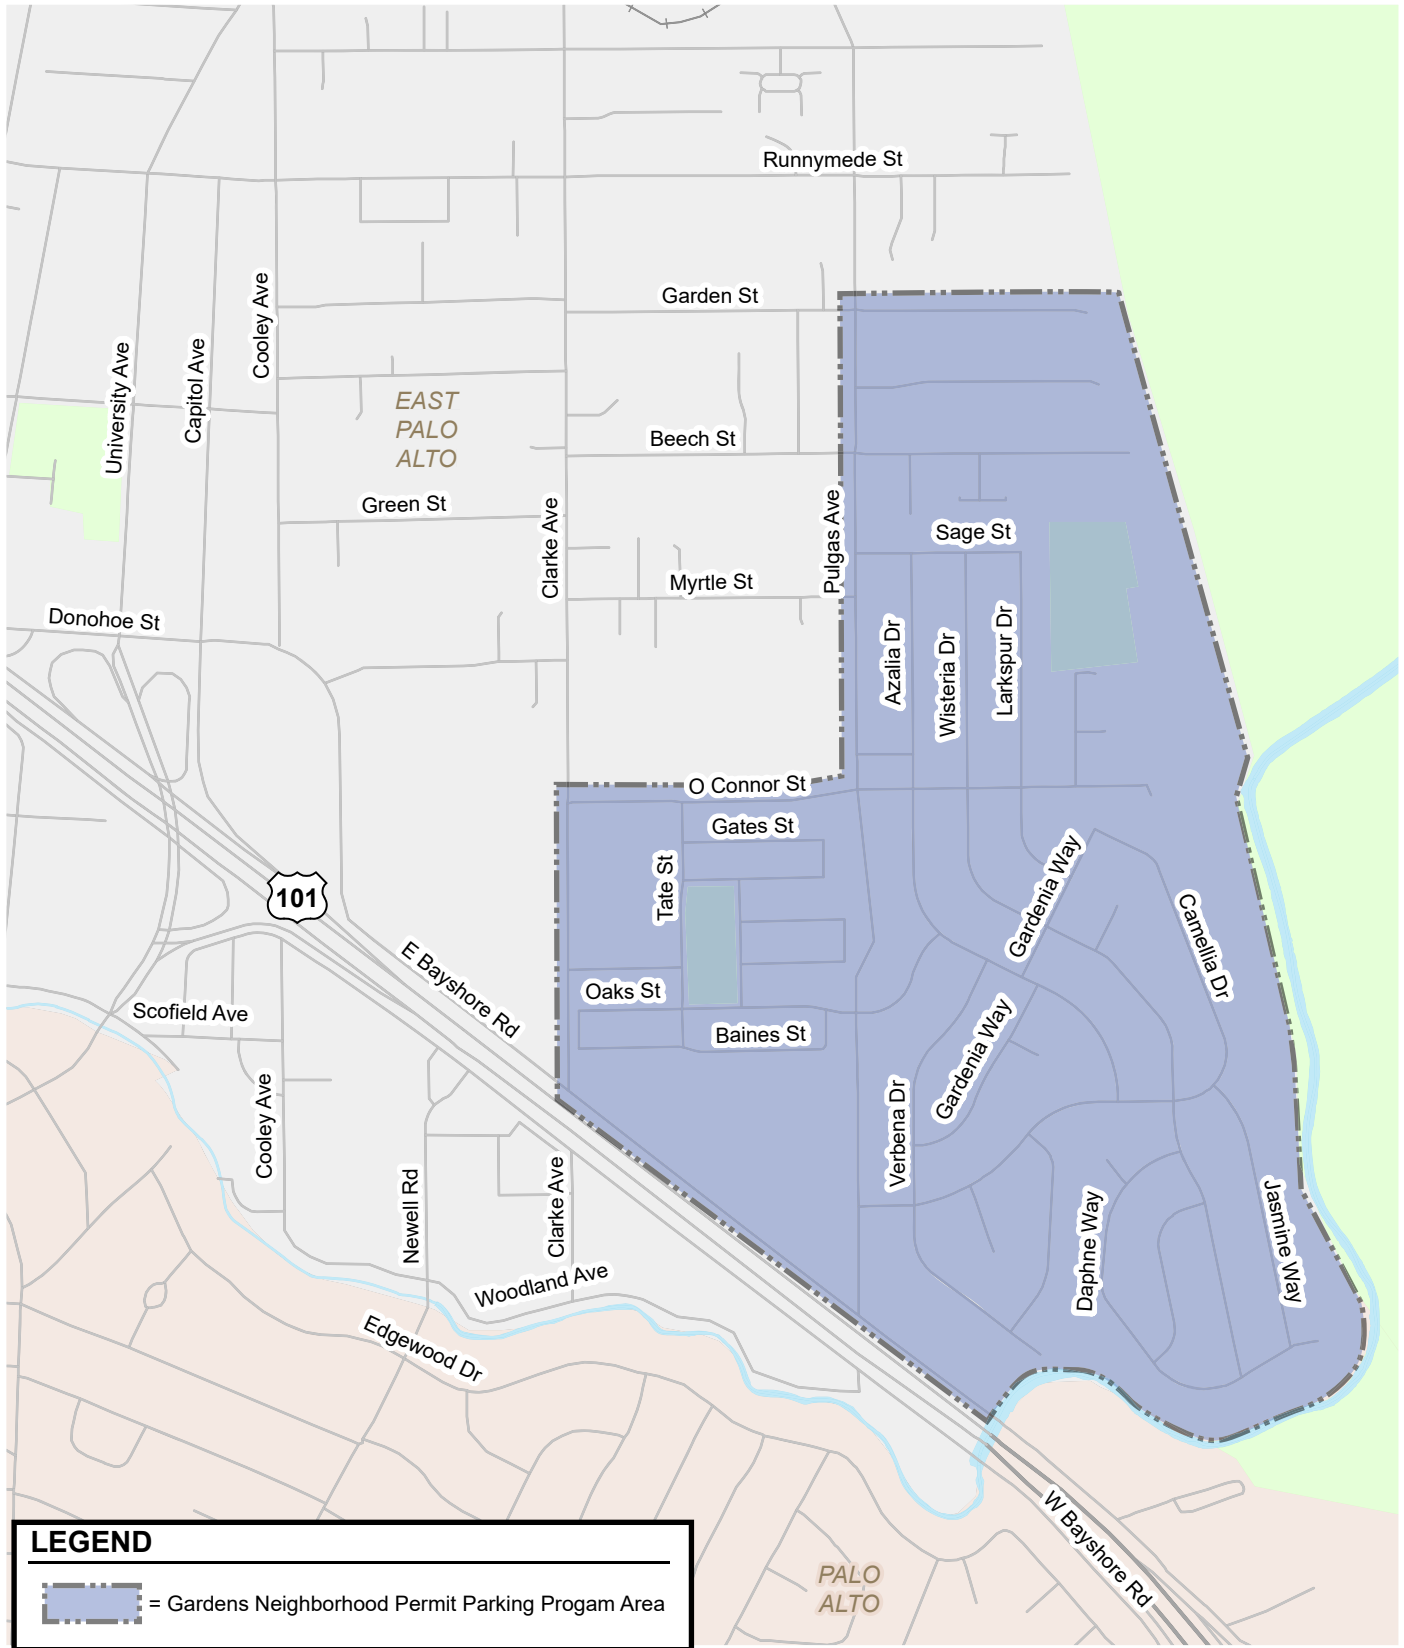 Runnymede St
Garden St
Cooley Ave
University Ave
Capitol Ave
EAST
PALO
ALTO
Beech St
Green St
Clarke Ave
Pulgas Ave
Sage St
Myrtle St
Donohoe St
Azalia Dr
Wisteria Dr
Larkspur Dr
O Connor St
Gates St
Tate St
Gardenia Way
Camellia Dr
101
E Bayshore Rd
Oaks St
Scofield Ave
Baines St
Gardenia Way
Cooley Ave
Verbena Dr
Newell Rd
Clarke Ave
Daphne Way
Jasmine Way
Woodland Ave
Edgewood Dr
W Bayshore Rd
PALO
ALTO
LEGEND
= Gardens Neighborhood Permit Parking Progam Area